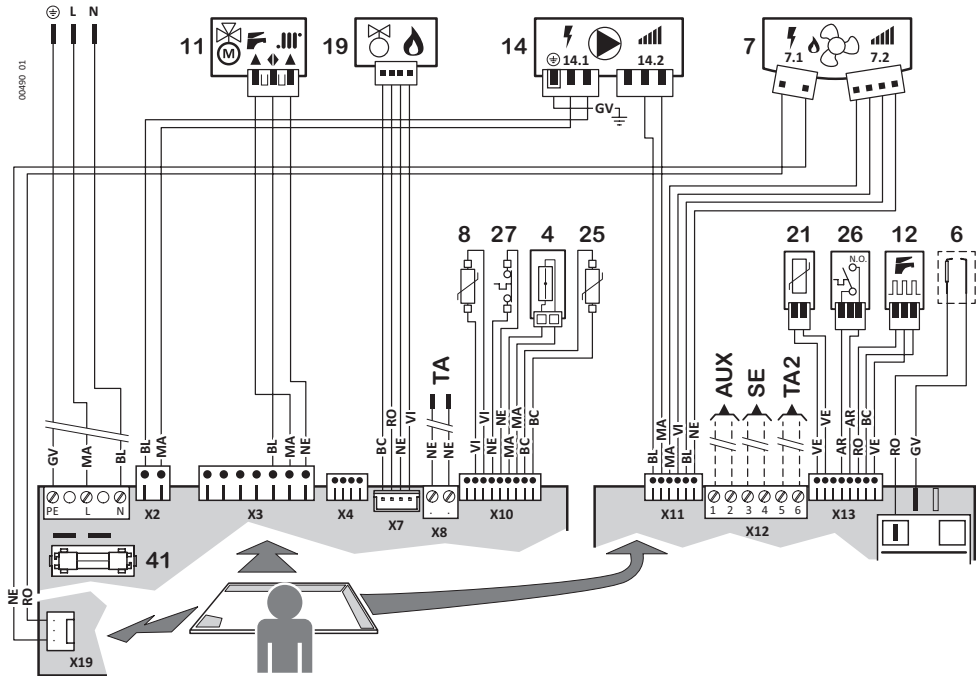 L N
00490 01
11
M
19
14
14.1 14.2
GV
7
7.1 7.2
8 27 4 25
21 26 12 6
N.O.
TA
AUX
SE
TA2
GV MA BL
BL MA
BL MA NE
BC RO NE VI
NE NE
VI VI NE NE MA MA BC BC
BL MA MA VI BL NE
VE VE AR AR RO BC VE
RO GV
PE L N
X2
X3
X4
X7
X8
X10
X11
1 2 3 4 5 6
X12
X13
41
NE RO
X19